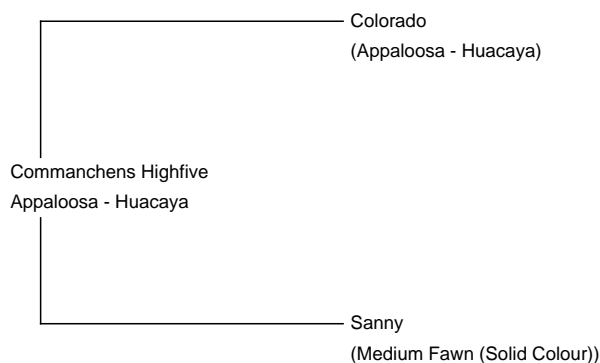 Colorado
(Appaloosa - Huacaya)
Commanchens Highfive
Appaloosa - Huacaya
Sanny
(Medium Fawn (Solid Colour))